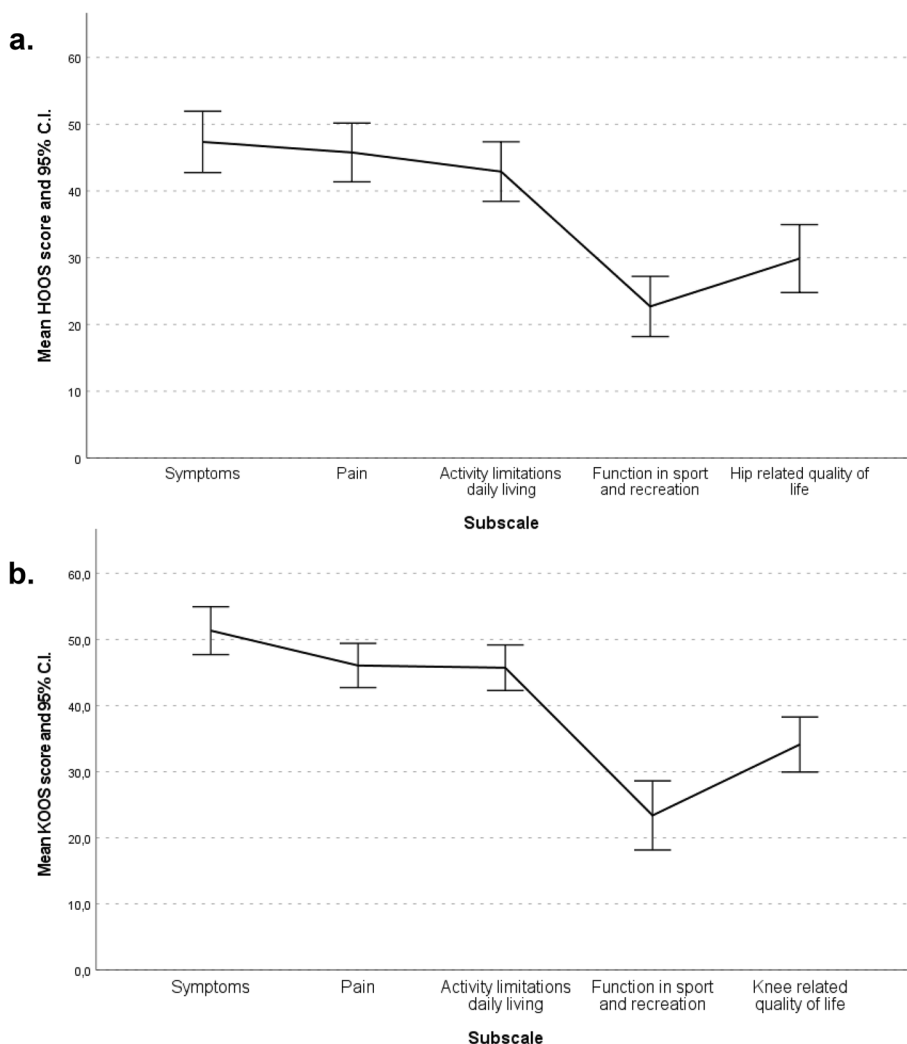 a.
Mean HOOS score and 95% C.I.
60
50
40
30
20
10
0
Symptoms
Pain
Activity limitations
daily living
Function in sport
and recreation
Hip related quality of
life
Subscale
b.
Mean KOOS score and 95% C.I.
60,0
50,0
40,0
30,0
20,0
10,0
0,0
Symptoms
Pain
Activity limitations
daily living
Function in sport
and recreation
Knee related
quality of life
Subscale